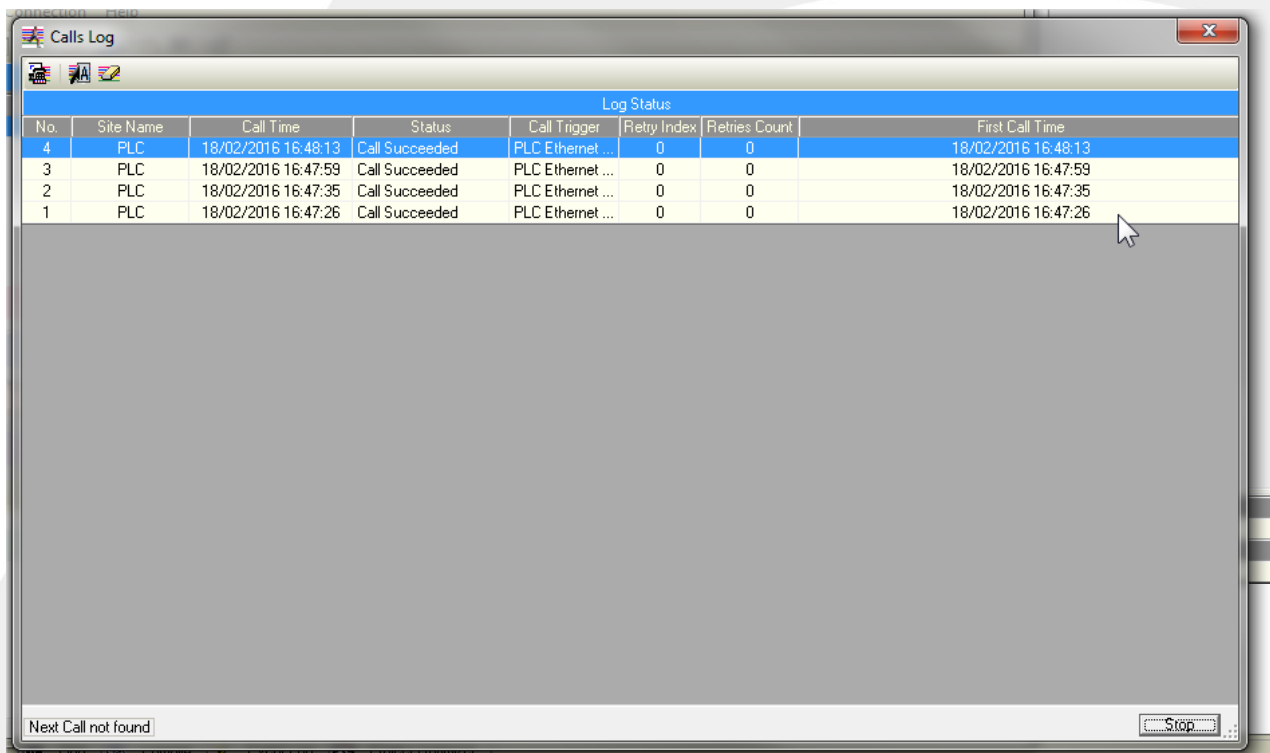 Connection Help
Calls Log
Log Status
No. Site Name Call Time Status Call Trigger Retry Index Retries Count First Call Time
4 PLC 18/02/2016 16:48:13 Call Succeeded PLC Ethernet ... 0 0 18/02/2016 16:48:13
3 PLC 18/02/2016 16:47:59 Call Succeeded PLC Ethernet ... 0 0 18/02/2016 16:47:59
2 PLC 18/02/2016 16:47:35 Call Succeeded PLC Ethernet ... 0 0 18/02/2016 16:47:35
1 PLC 18/02/2016 16:47:26 Call Succeeded PLC Ethernet ... 0 0 18/02/2016 16:47:26
Next Call not found Stop